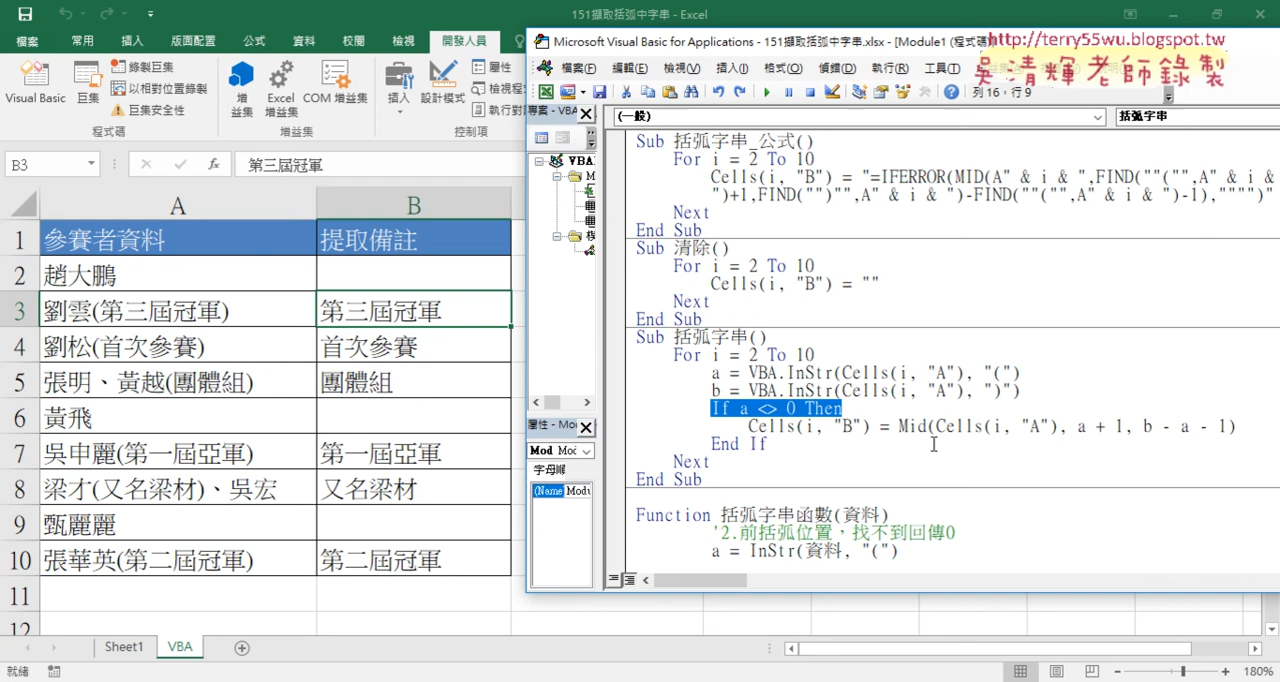 151擷取括弧中字串 - Excel
檔案 常用 插入 版面配置 公式 資料 校閱 檢視 開發人員
Visual Basic 巨集 錄製巨集 以相對位置錄製 巨集安全性 增益集 Excel 增益集 COM 增益集 插入 設計模式 屬性 檢視程 執行對
程式碼 增益集 控制項
B3 fx 第三屆冠軍
A B
1 參賽者資料 提取備註
2 趙大鵬
3 劉雲(第三屆冠軍) 第三屆冠軍
4 劉松(首次參賽) 首次參賽
5 張明、黃越(團體組) 團體組
6 黃飛
7 吳申麗(第一屆亞軍) 第一屆亞軍
8 梁才(又名梁材)、吳宏 又名梁材
9 甄麗麗
10 張華英(第二屆冠軍) 第二屆冠軍
11
12
Sheet1 VBA
就緒 180%
Microsoft Visual Basic for Applications - 151擷取括弧中字串.xlsx - [Module1 (程式碼
http://terry55wu.blogspot.tw
吳清輝老師錄製
檔案(F) 編輯(E) 檢視(V) 插入(I) 格式(O) 偵錯(D) 執行(R) 工具(T)
列 16，行 9
專案 - VBA
VBA
屬性 - Mo
Mod Mo
字母順
(Name Modu
(一般) 括弧字串
Sub 括弧字串_公式()
For i = 2 To 10
Cells(i, "B") = "=IFERROR(MID(A" & i & ",FIND(""("",A" & i &
")+1,FIND("")"",A" & i & ")-FIND(""("",A" & i & ")-1),"""")"
Next
End Sub
Sub 清除()
For i = 2 To 10
Cells(i, "B") = ""
Next
End Sub
Sub 括弧字串()
For i = 2 To 10
a = VBA.InStr(Cells(i, "A"), "(")
b = VBA.InStr(Cells(i, "A"), ")")
If a <> 0 Then
Cells(i, "B") = Mid(Cells(i, "A"), a + 1, b - a - 1)
End If
Next
End Sub
Function 括弧字串函數(資料)
'2.前括弧位置，找不到回傳0
a = InStr(資料, "(")